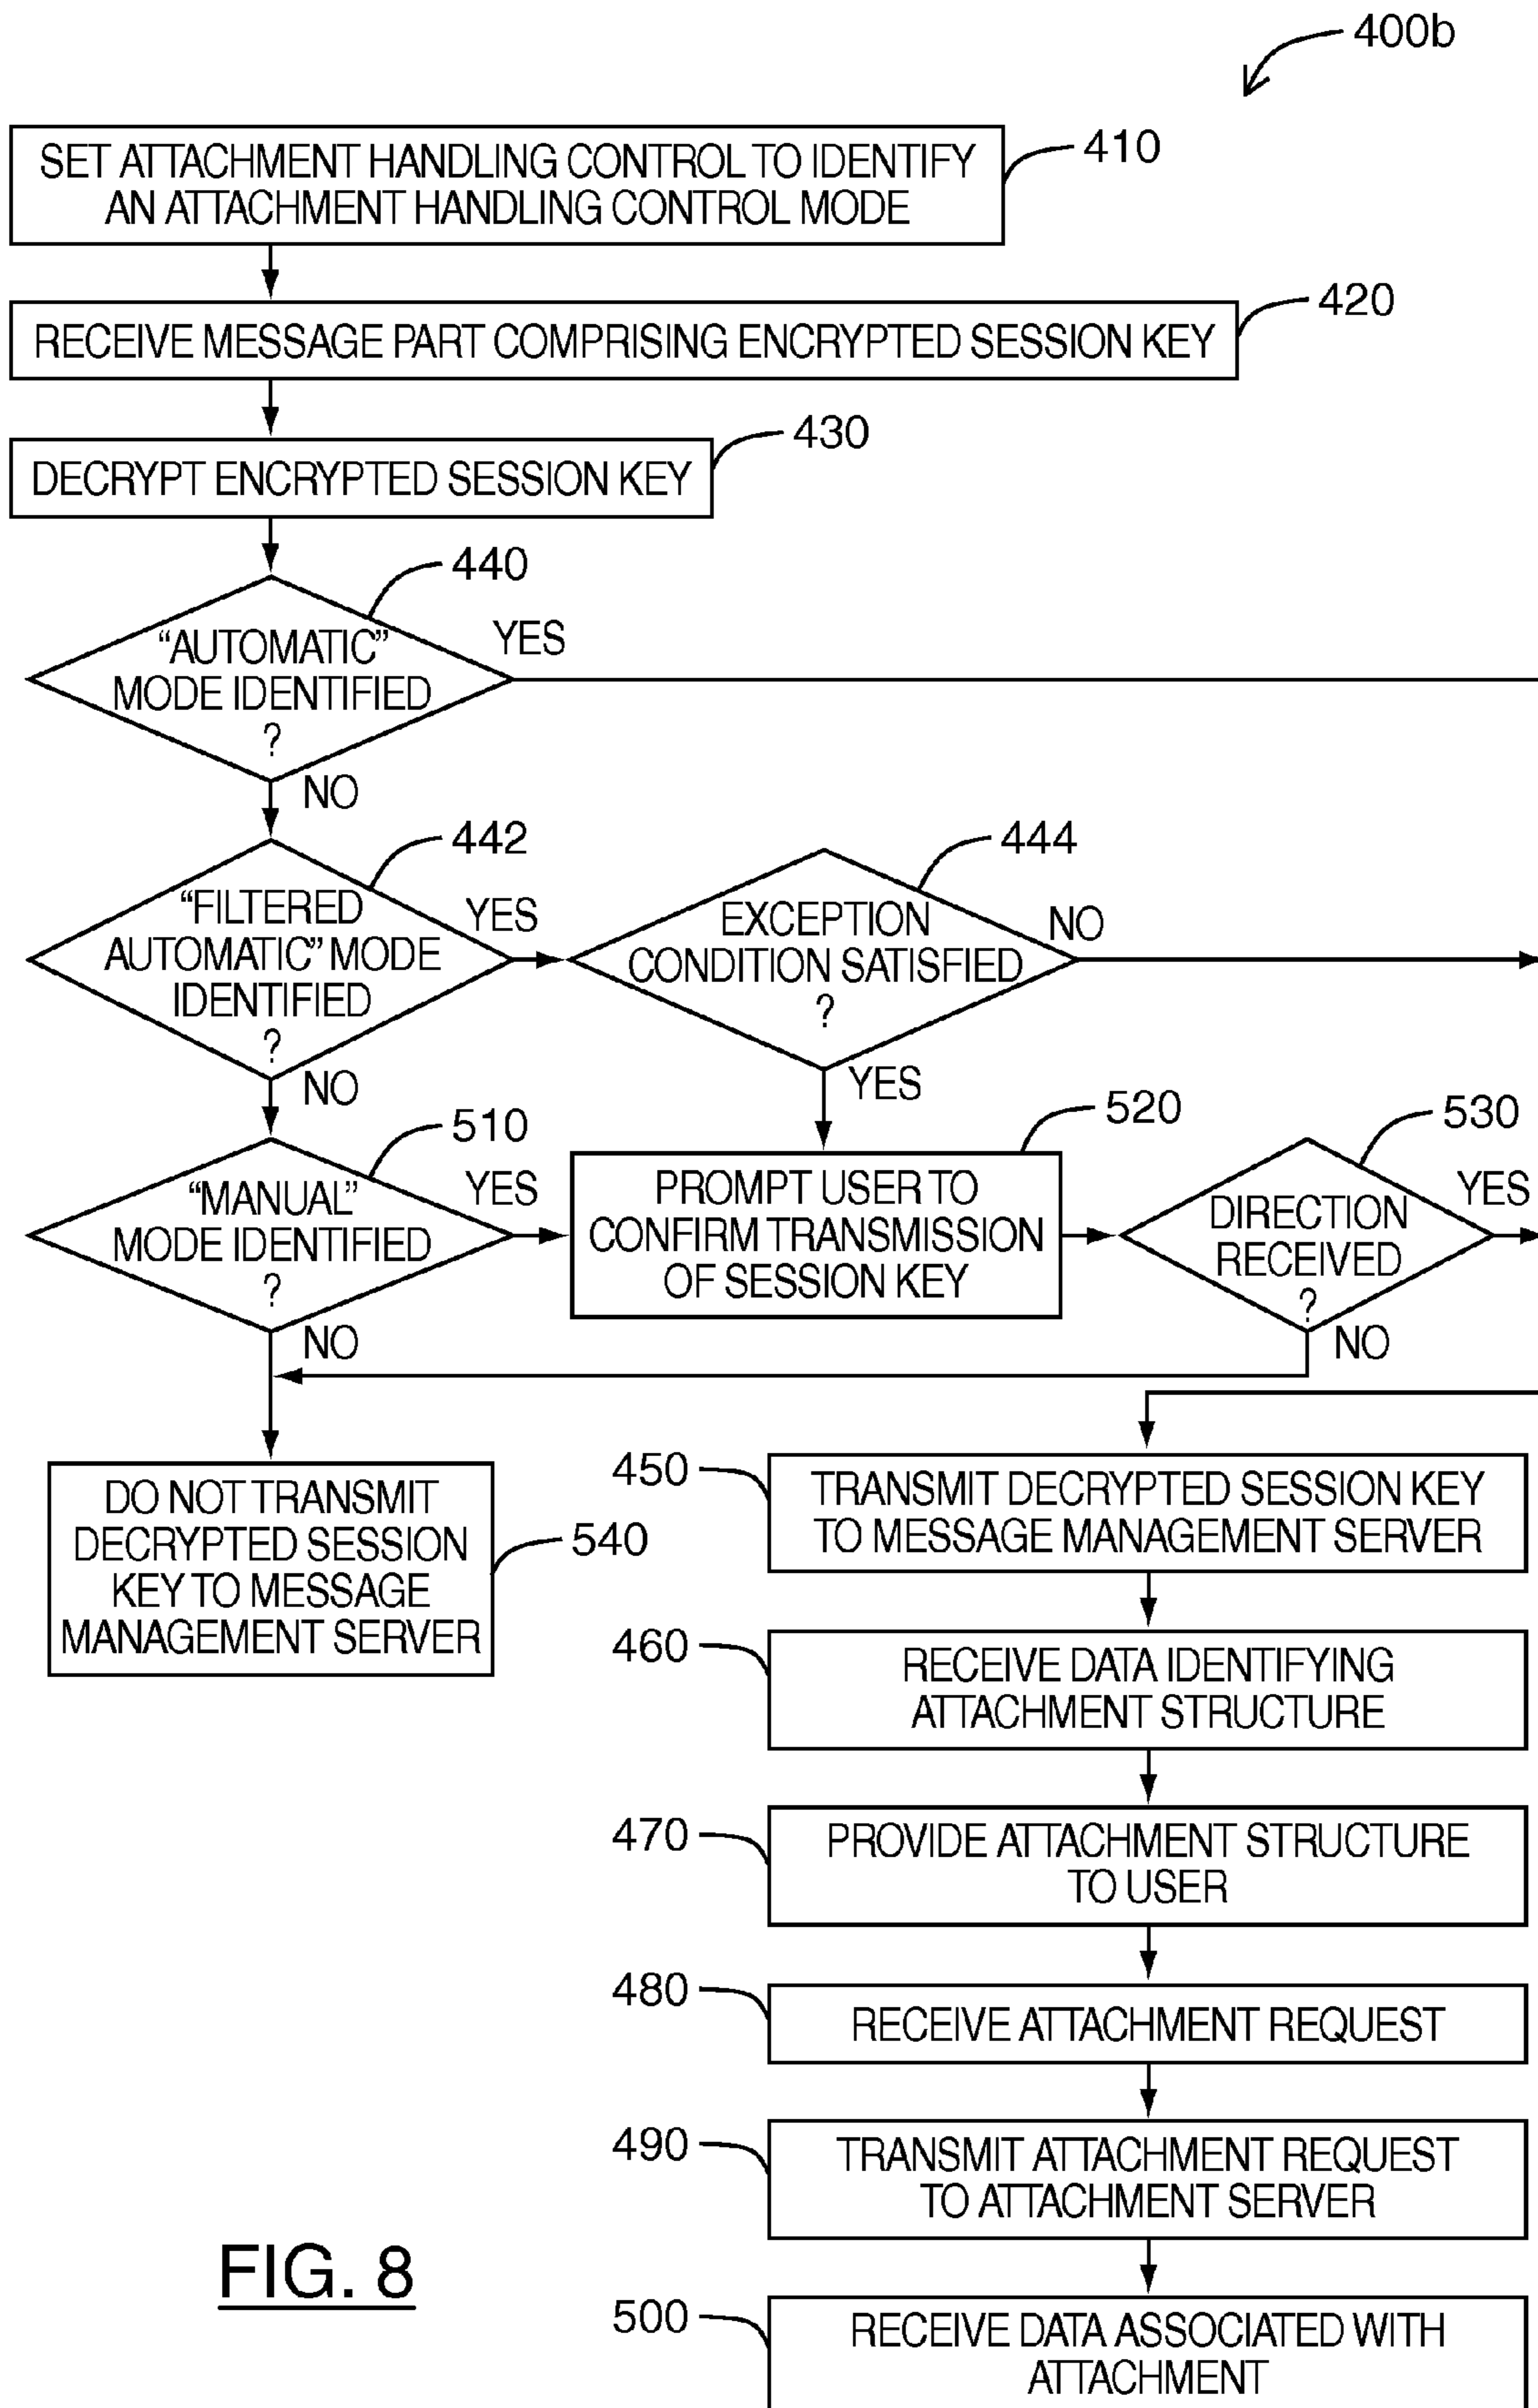 400b
SET ATTACHMENT HANDLING CONTROL TO IDENTIFY
AN ATTACHMENT HANDLING CONTROL MODE
410
RECEIVE MESSAGE PART COMPRISING ENCRYPTED SESSION KEY
420
DECRYPT ENCRYPTED SESSION KEY
430
440
“AUTOMATIC”
MODE IDENTIFIED
?
YES
NO
442
“FILTERED
AUTOMATIC” MODE
IDENTIFIED
?
YES
NO
444
EXCEPTION
CONDITION SATISFIED
?
NO
YES
510
“MANUAL”
MODE IDENTIFIED
?
YES
NO
520
PROMPT USER TO
CONFIRM TRANSMISSION
OF SESSION KEY
530
DIRECTION
RECEIVED
?
YES
NO
DO NOT TRANSMIT
DECRYPTED SESSION
KEY TO MESSAGE
MANAGEMENT SERVER
540
450
TRANSMIT DECRYPTED SESSION KEY
TO MESSAGE MANAGEMENT SERVER
460
RECEIVE DATA IDENTIFYING
ATTACHMENT STRUCTURE
470
PROVIDE ATTACHMENT STRUCTURE
TO USER
480
RECEIVE ATTACHMENT REQUEST
490
TRANSMIT ATTACHMENT REQUEST
TO ATTACHMENT SERVER
500
RECEIVE DATA ASSOCIATED WITH
ATTACHMENT
FIG. 8